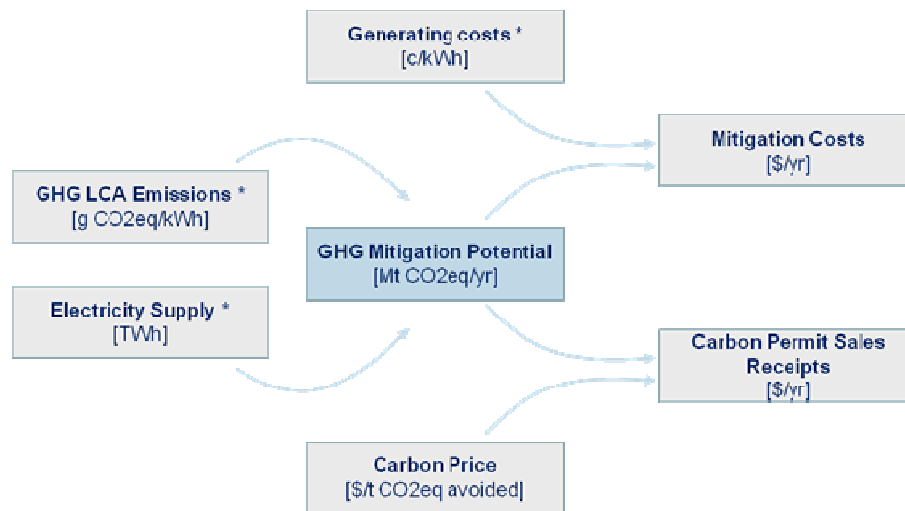 Generating costs *
[c/kWh]
Mitigation Costs
[$/yr]
GHG LCA Emissions *
[g CO2eq/kWh]
GHG Mitigation Potential
[Mt CO2eq/yr]
Electricity Supply *
[TWh]
Carbon Permit Sales
Receipts
[$/yr]
Carbon Price
[$/t CO2eq avoided]